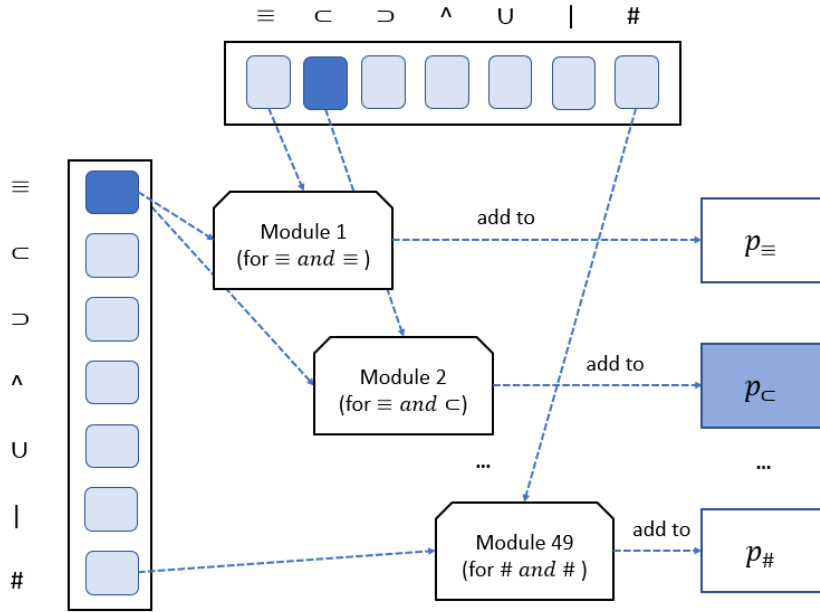 ≡ ⊂ ⊃ ^ ∪ | #
≡
⊂
⊃
^
∪
|
#
Module 1
(for ≡ and ≡ )
add to
p≡
Module 2
(for ≡ and ⊂)
add to
p⊂
...
...
Module 49
(for # and # )
add to
p#